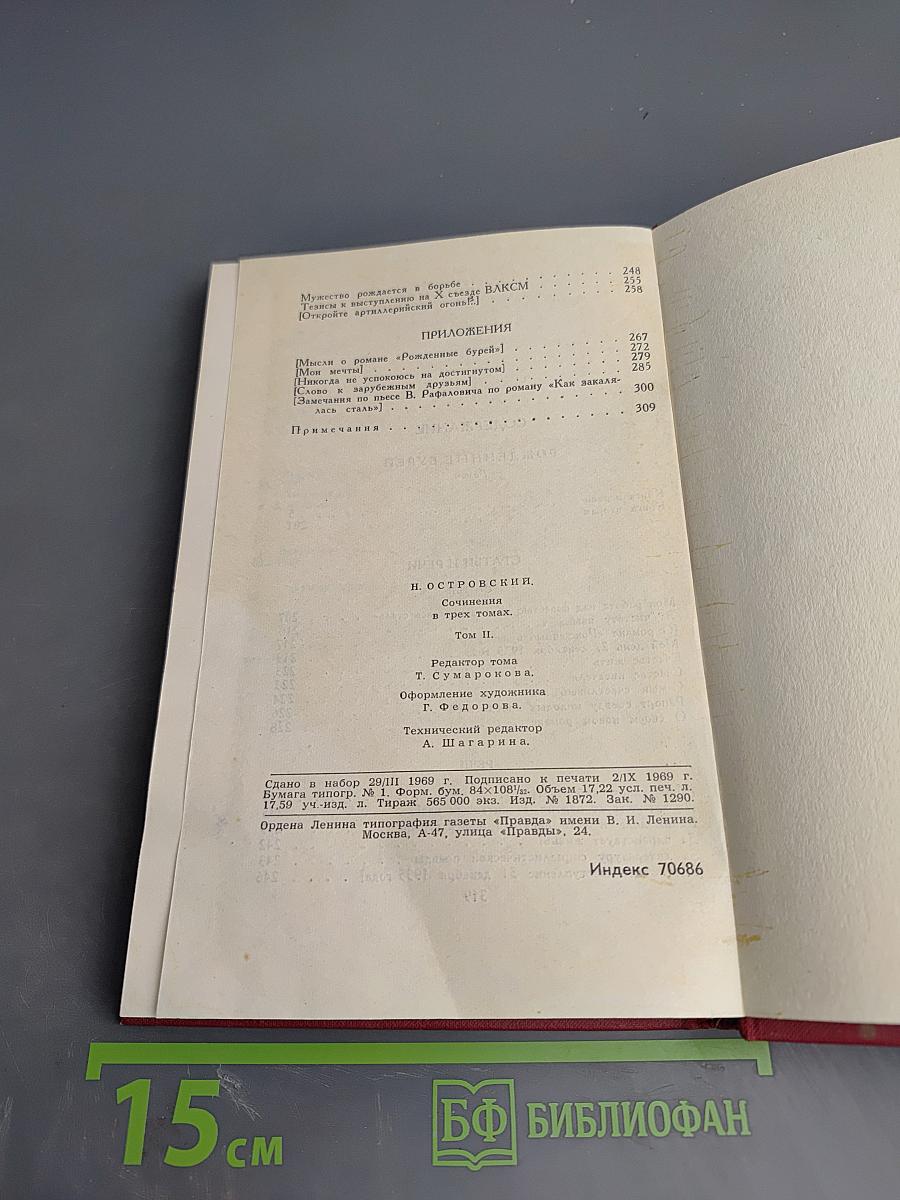 Мужество рождается в борьбе . . . . . . . . 248
Тезисы к выступлению на X съезде ВЛКСМ . . . . 255
[Откройте артиллерийский огонь!..] . . . . . . . 258
ПРИЛОЖЕНИЯ
[Мысли о романе «Рожденные бурей»] . . . . . . . 267
[Мои мечты] . . . . . . . . . . . . . 272
[Никогда не успокоюсь на достигнутом] . . . . . . 279
[Слово к зарубежным друзьям] . . . . . . . . 285
[Замечания по пьесе В. Рафаловича по роману «Как закаля-
лась сталь»] . . . . . . . . . . . . . 300
Примечания . . . . . . . . . . . . . 309
Н. ОСТРОВСКИЙ.
Сочинения
в трех томах.
Том II.
Редактор тома
Т. Сумарокова.
Оформление художника
Г. Федорова.
Технический редактор
А. Шагарина.
Сдано в набор 29/III 1969 г. Подписано к печати 2/IX 1969 г.
Бумага типогр. № 1. Форм. бум. 84×108¹/₃₂. Объем 17,22 усл. печ. л.
17,59 уч.-изд. л. Тираж 565 000 экз. Изд. № 1872. Зак. № 1290.
Ордена Ленина типография газеты «Правда» имени В. И. Ленина.
Москва, А-47, улица «Правды», 24.
Индекс 70686
15 см
БФ БИБЛИОФАН